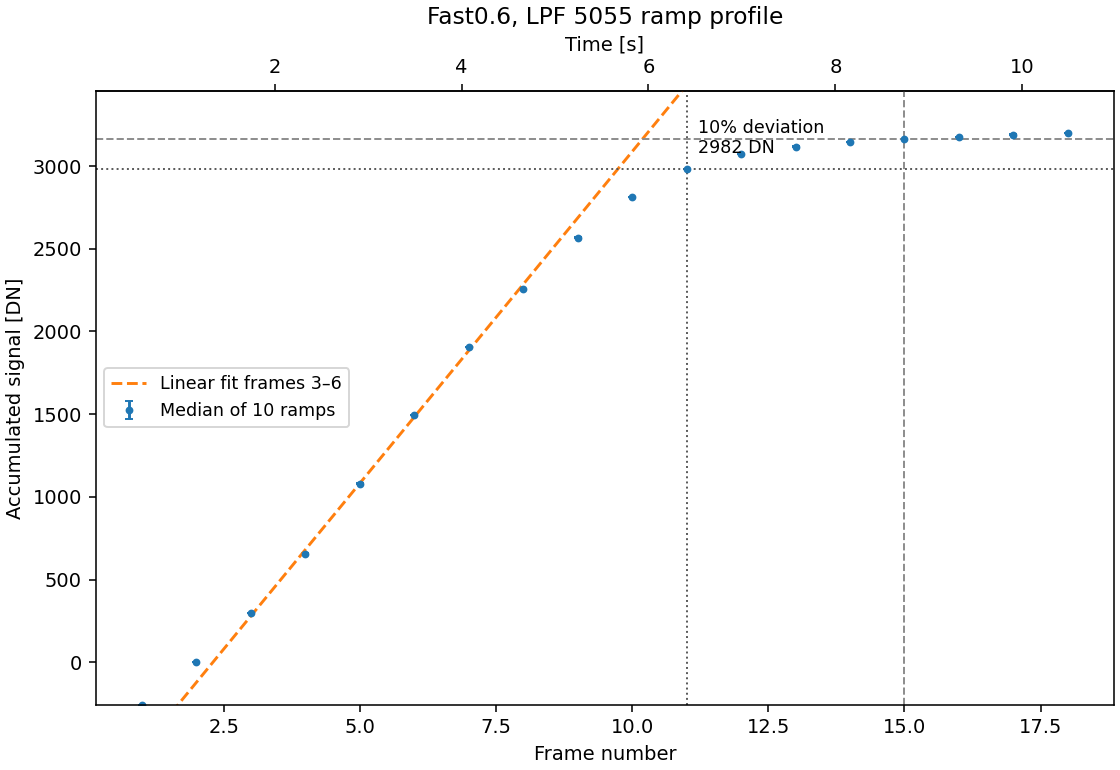 Fast0.6, LPF 5055 ramp profile
Time [s]
2 4 6 8 10
10% deviation
2982 DN
3000
2500
2000
1500
1000
500
0
Accumulated signal [DN]
Linear fit frames 3–6
Median of 10 ramps
2.5 5.0 7.5 10.0 12.5 15.0 17.5
Frame number